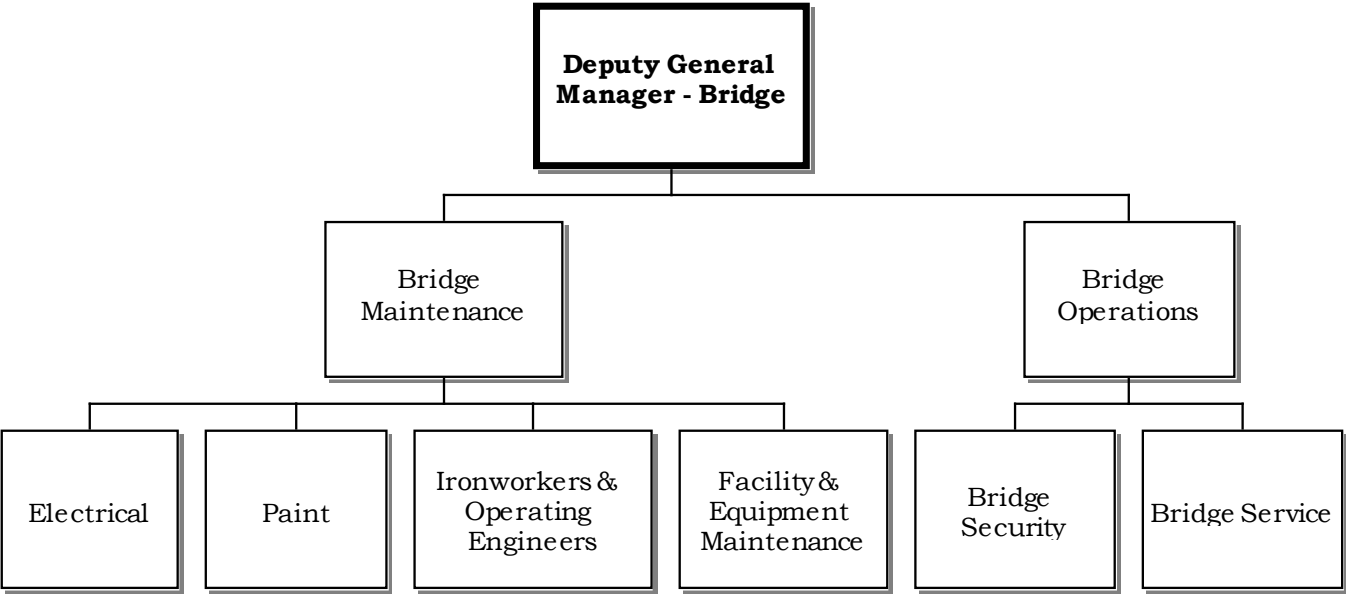 Deputy General
Manager - Bridge
Bridge
Maintenance
Bridge
Operations
Electrical
Paint
Ironworkers &
Operating
Engineers
Facility &
Equipment
Maintenance
Bridge
Security
Bridge Service